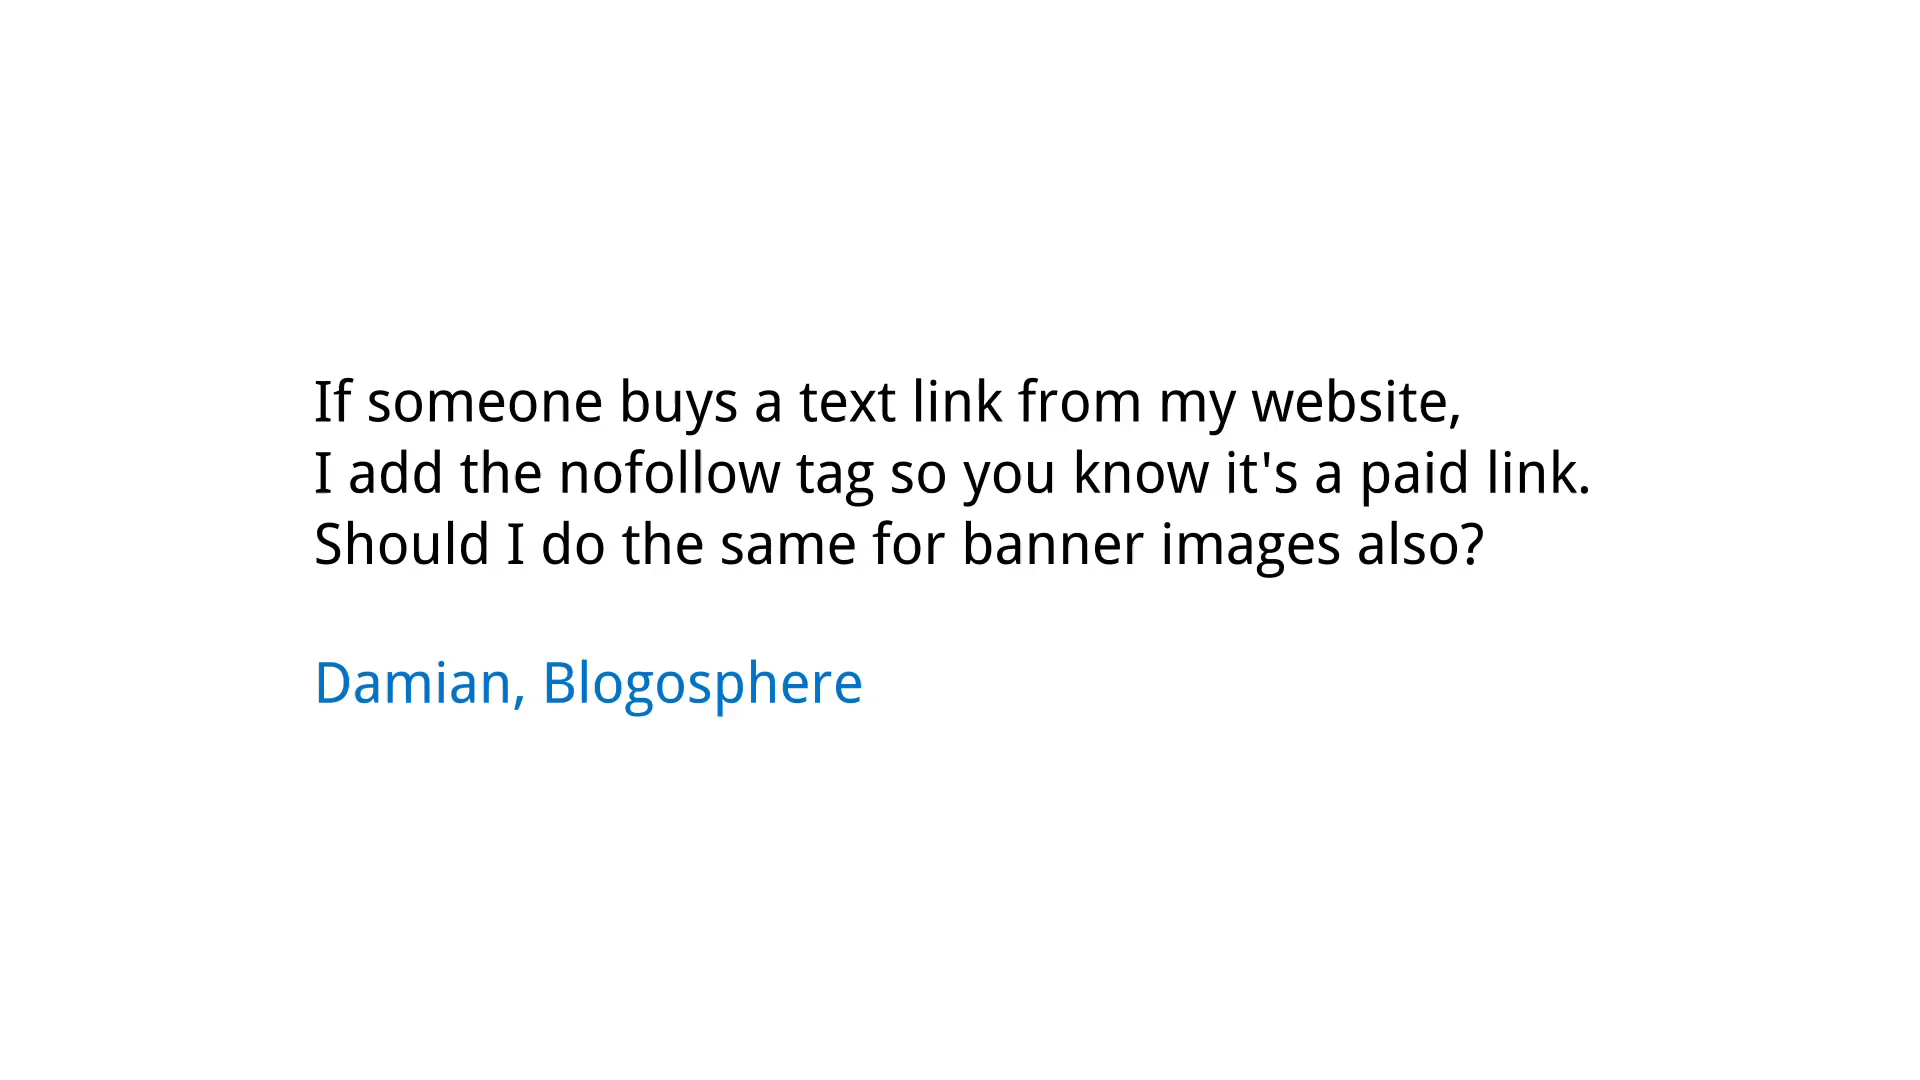 If someone buys a text link from my website,
I add the nofollow tag so you know it's a paid link.
Should I do the same for banner images also?
Damian, Blogosphere